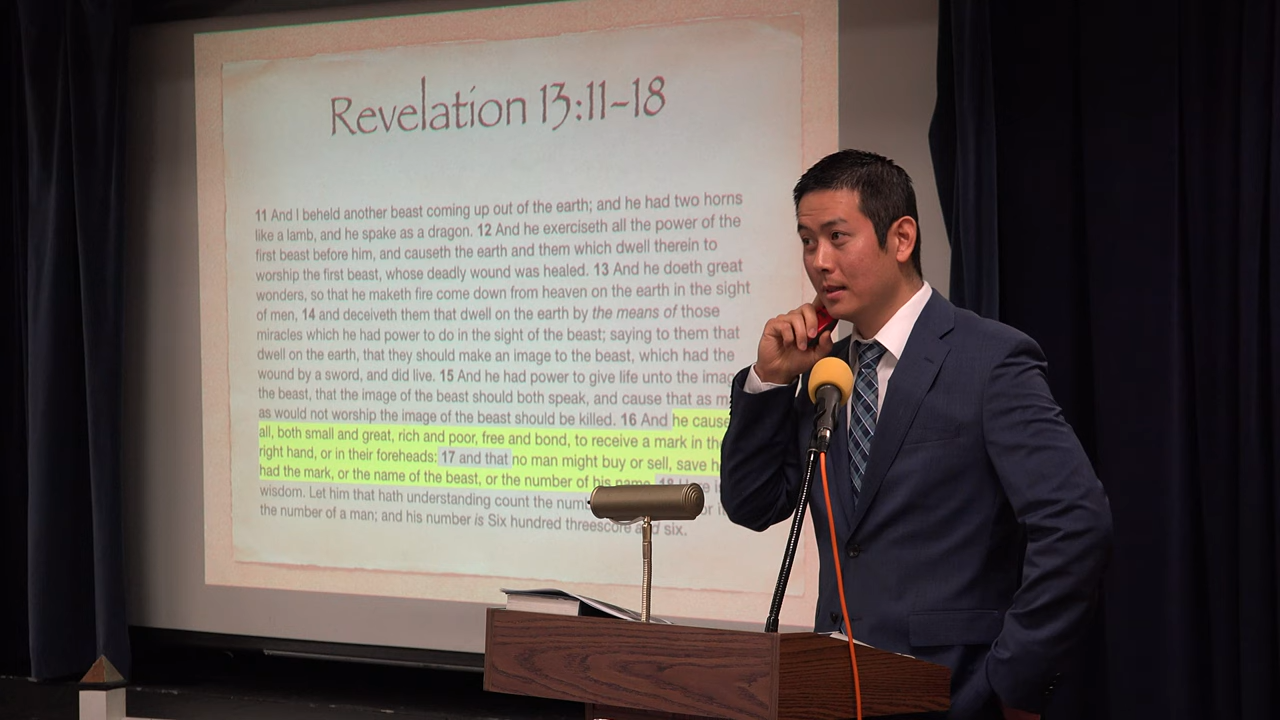 Revelation 13:11-18
11 And I beheld another beast coming up out of the earth; and he had two horns
like a lamb, and he spake as a dragon. 12 And he exerciseth all the power of the
first beast before him, and causeth the earth and them which dwell therein to
worship the first beast, whose deadly wound was healed. 13 And he doeth great
wonders, so that he maketh fire come down from heaven on the earth in the sight
of men, 14 and deceiveth them that dwell on the earth by the means of those
miracles which he had power to do in the sight of the beast; saying to them that
dwell on the earth, that they should make an image to the beast, which had the
wound by a sword, and did live. 15 And he had power to give life unto the
the beast, that the image of the beast should both speak, and cause that as
as would not worship the image of the beast should be killed. 16 And he
all, both small and great, rich and poor, free and bond, to receive a mark in
right hand, or in their foreheads: 17 and that no man might buy or sell, save
had the mark, or the name of the beast, or the number of his name. 18
wisdom. Let him that hath understanding count the
the number of a man; and his number is Six hundred threescore and six.